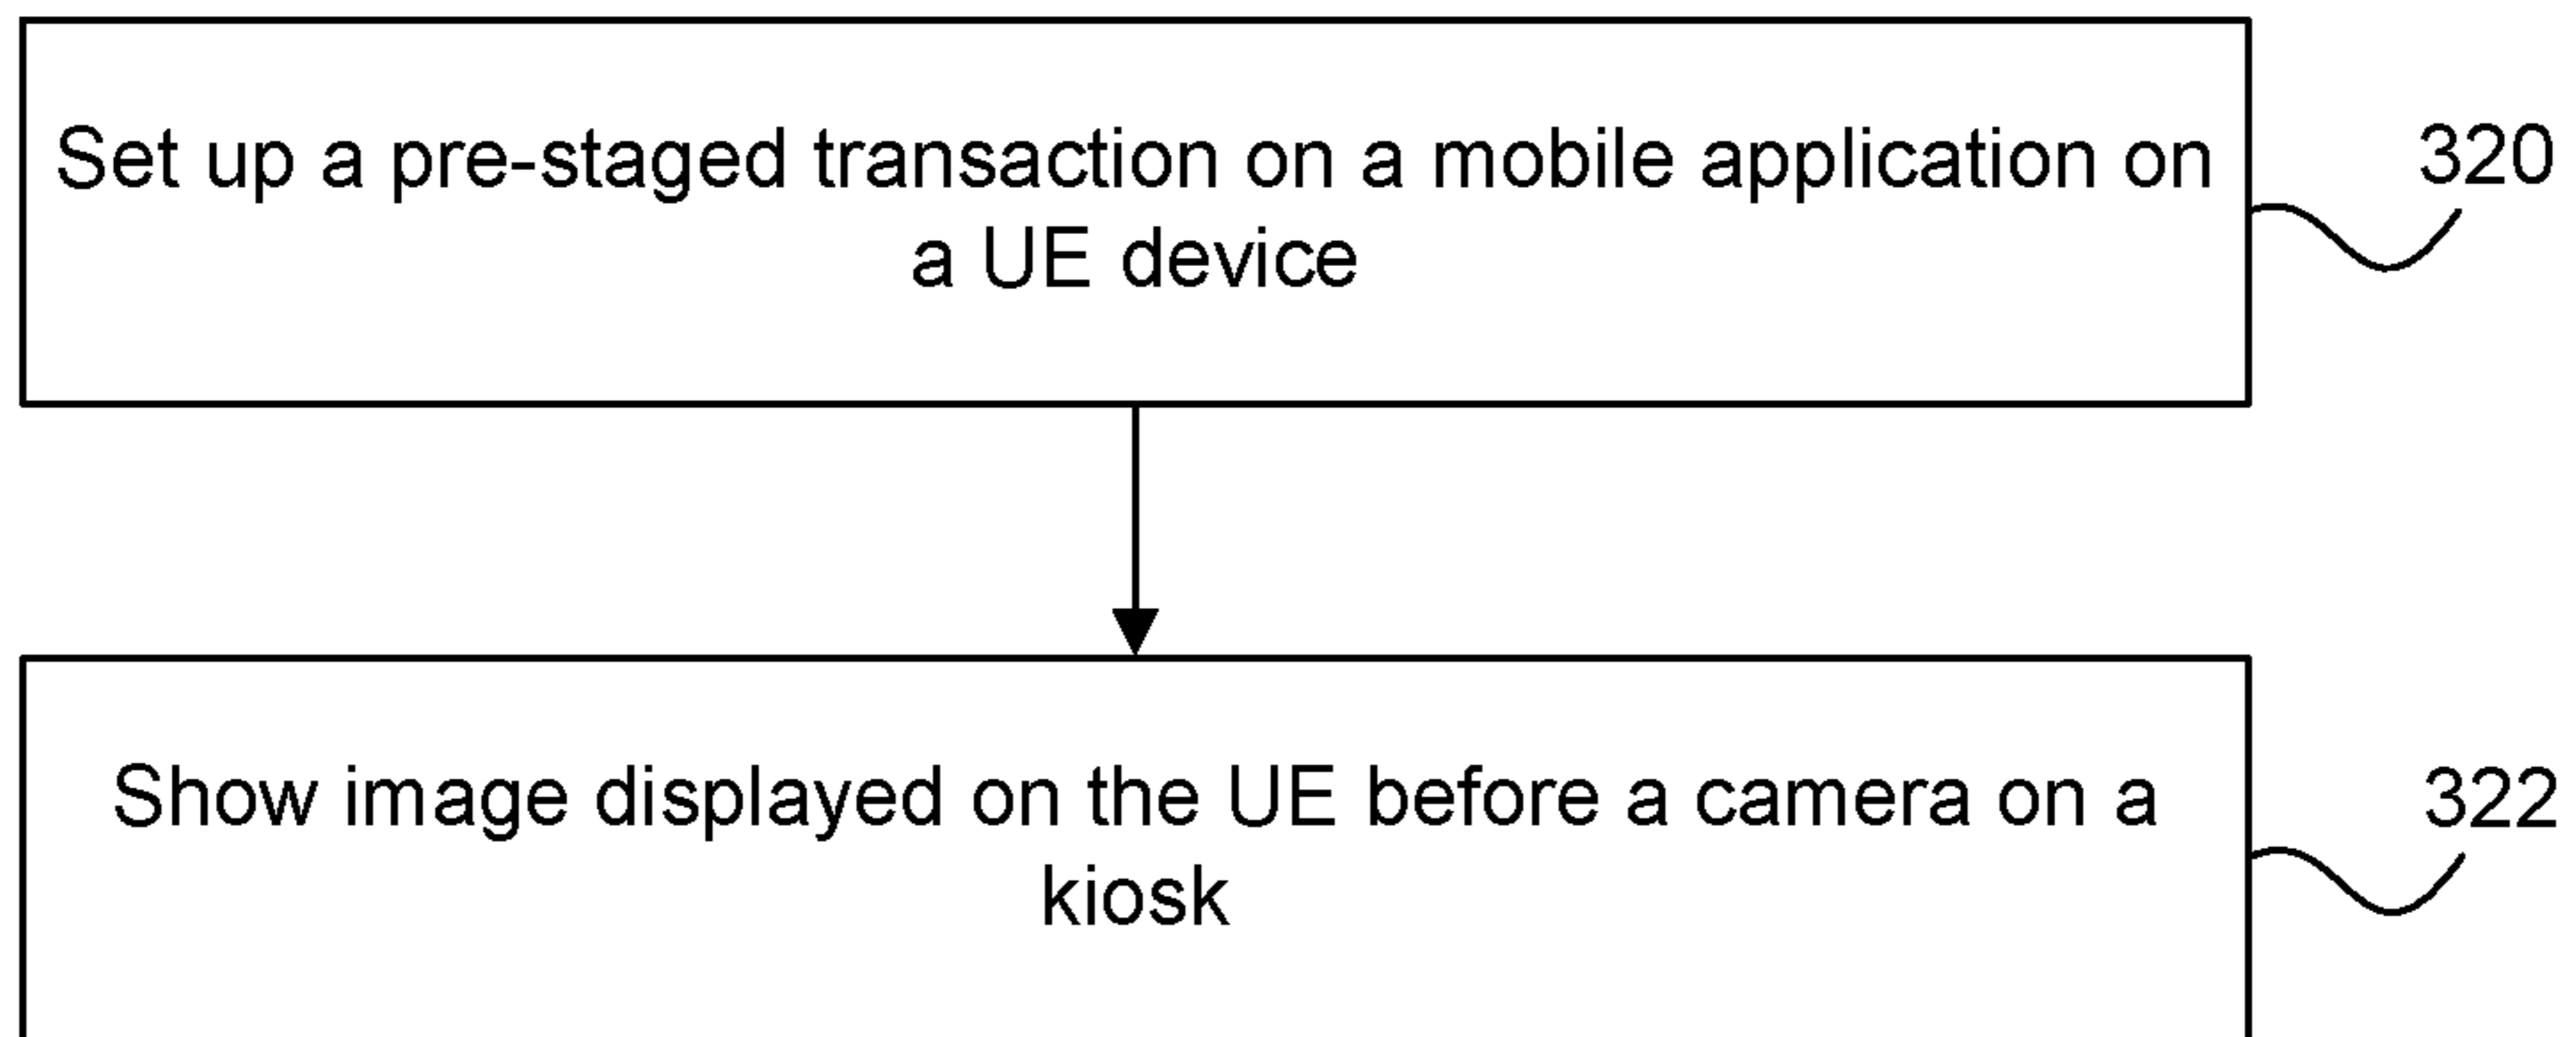 Set up a pre-staged transaction on a mobile application on
a UE device
320
Show image displayed on the UE before a camera on a
kiosk
322